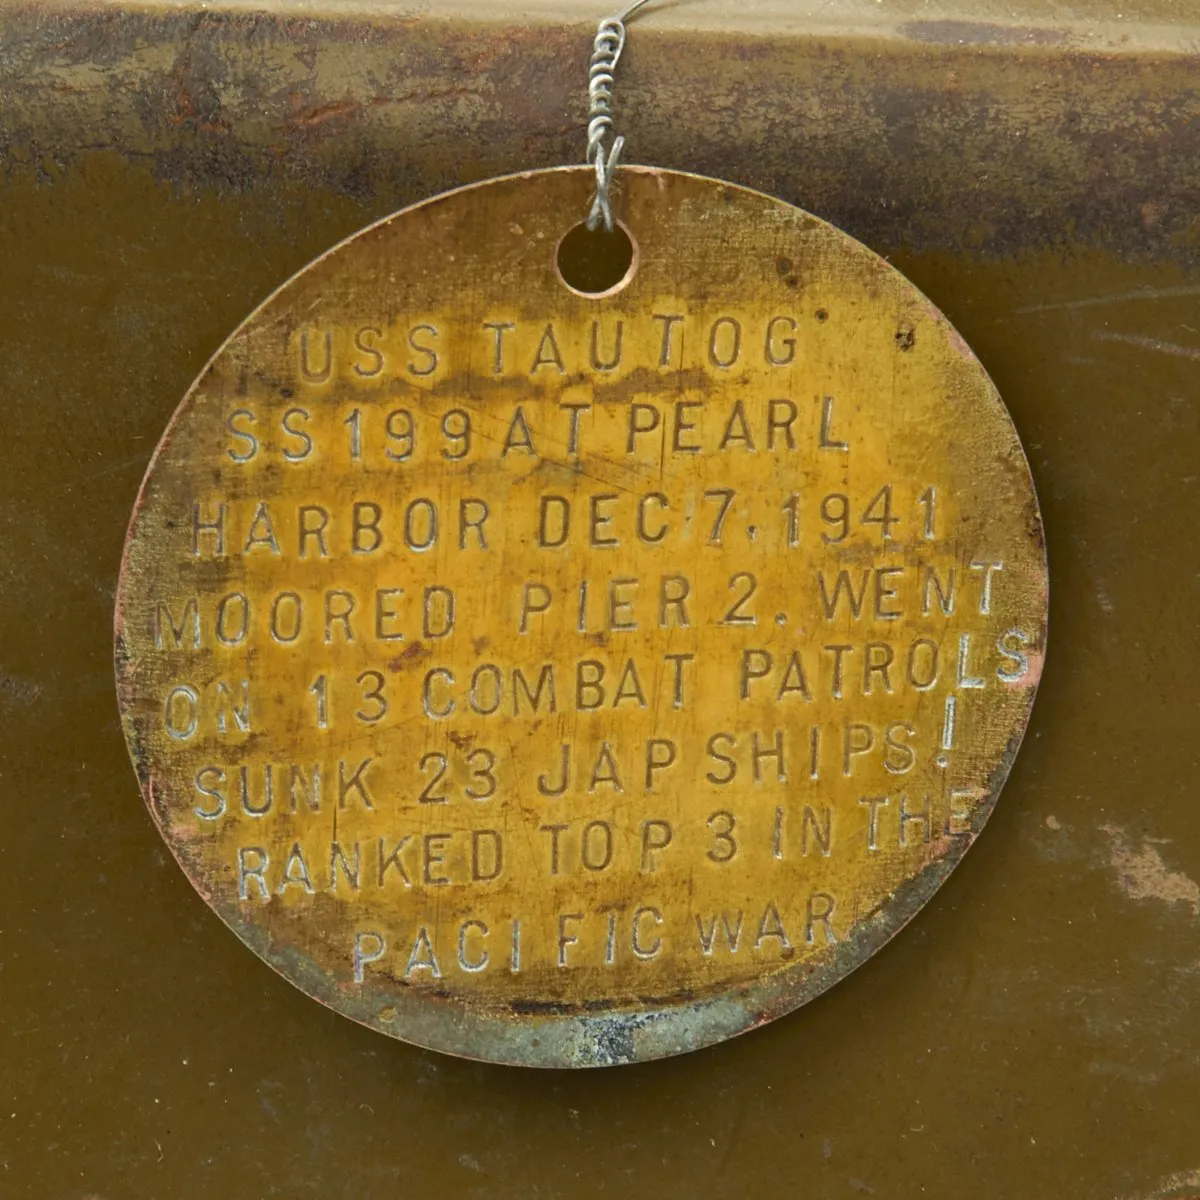 USS TAUTOG
SS 199 AT PEARL
HARBOR DEC 7, 1941
MOORED PIER 2. WENT
ON 13 COMBAT PATROLS
SUNK 23 JAP SHIPS!
RANKED TOP 3 IN THE
PACIFIC WAR